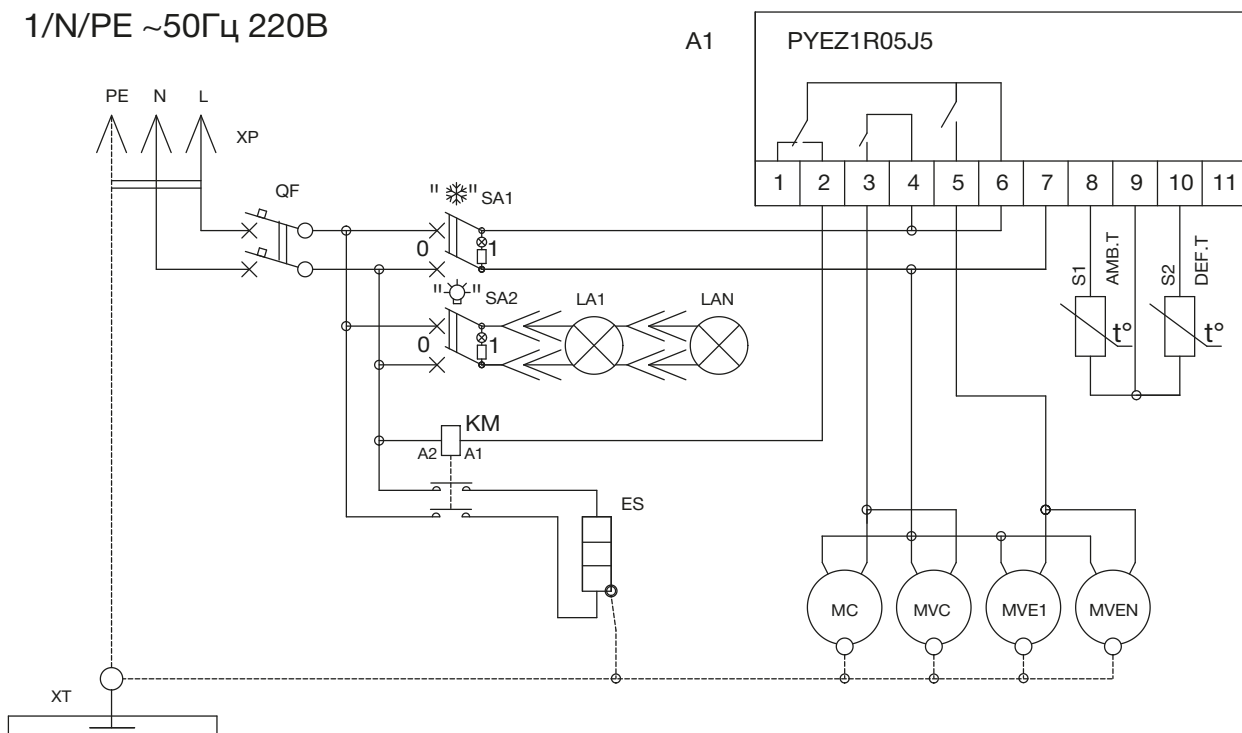 1/N/PE ~50Гц 220В
A1 PYEZ1R05J5
PE N L
XP
1 2 3 4 5 6 7 8 9 10 11
QF
"❄" SA1
0 1
S1 AMB.T
S2 DEF.T
" " SA2 LA1 LAN
0 1
t° t°
KM
A2 A1
ES
MC MVC MVE1 MVEN
XT